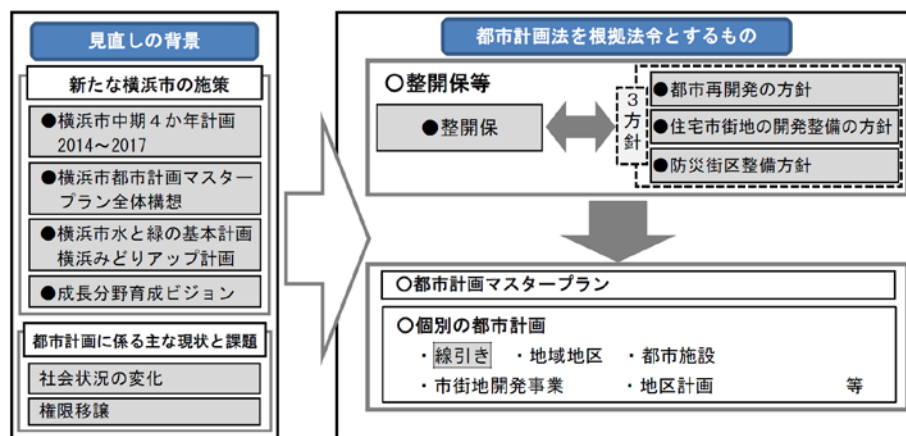 見直しの背景
新たな横浜市の施策
●横浜市中期4か年計画
2014～2017
●横浜市都市計画マスター
プラン全体構想
●横浜市水と緑の基本計画
横浜みどりアップ計画
●成長分野育成ビジョン
都市計画に係る主な現状と課題
社会状況の変化
権限移譲
都市計画法を根拠法令とするもの
○整開保等
●整開保
3方針
●都市再開発の方針
●住宅市街地の開発整備の方針
●防災街区整備方針
○都市計画マスタープラン
○個別の都市計画
・線引き ・地域地区 ・都市施設
・市街地開発事業 ・地区計画 等